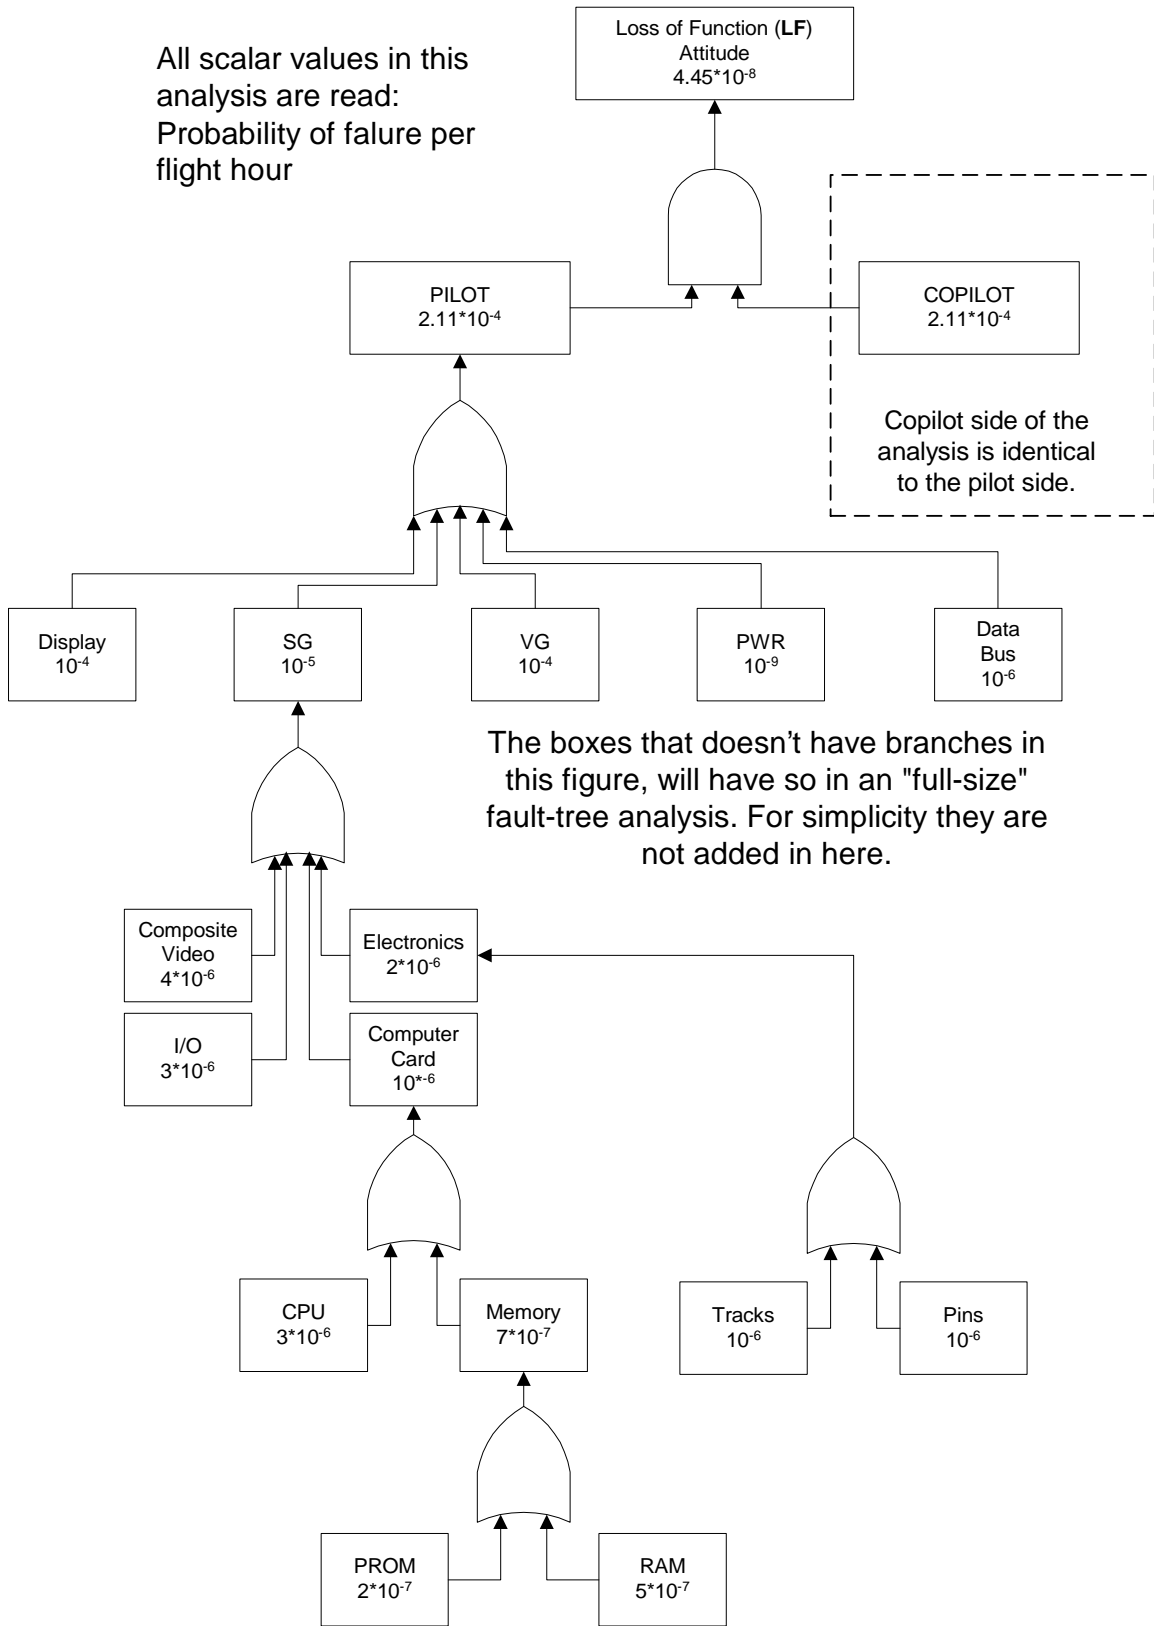 Loss of Function (LF)
Attitude
4.45*10⁻⁸
All scalar values in this
analysis are read:
Probability of falure per
flight hour
PILOT
2.11*10⁻⁴
COPILOT
2.11*10⁻⁴
Copilot side of the
analysis is identical
to the pilot side.
Display
10⁻⁴
SG
10⁻⁵
VG
10⁻⁴
PWR
10⁻⁹
Data
Bus
10⁻⁶
The boxes that doesn't have branches in
this figure, will have so in an "full-size"
fault-tree analysis. For simplicity they are
not added in here.
Composite
Video
4*10⁻⁶
Electronics
2*10⁻⁶
I/O
3*10⁻⁶
Computer
Card
10*⁻⁶
CPU
3*10⁻⁶
Memory
7*10⁻⁷
Tracks
10⁻⁶
Pins
10⁻⁶
PROM
2*10⁻⁷
RAM
5*10⁻⁷